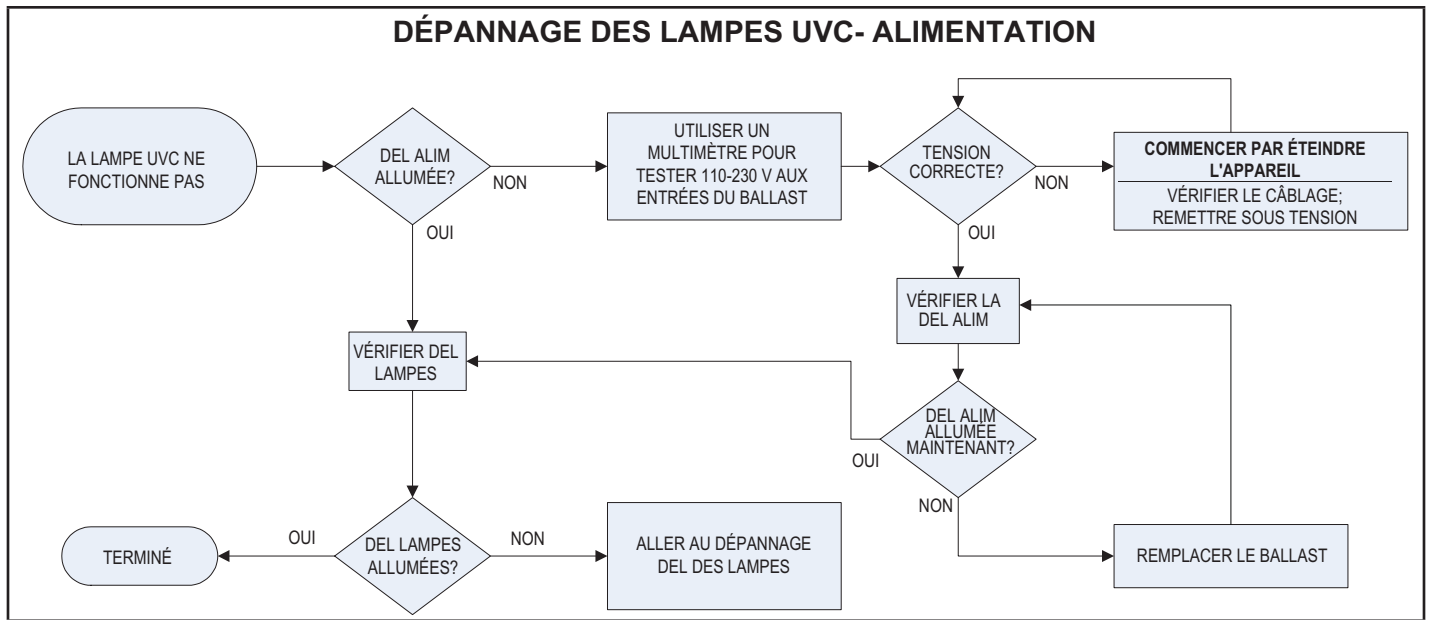 DÉPANNAGE DES LAMPES UVC- ALIMENTATION
LA LAMPE UVC NE
FONCTIONNE PAS
DEL ALIM
ALLUMÉE?
NON
OUI
UTILISER UN
MULTIMÈTRE POUR
TESTER 110-230 V AUX
ENTRÉES DU BALLAST
TENSION
CORRECTE?
NON
OUI
COMMENCER PAR ÉTEINDRE
L'APPAREIL
VÉRIFIER LE CÂBLAGE;
REMETTRE SOUS TENSION
VÉRIFIER LA
DEL ALIM
VÉRIFIER DEL
LAMPES
DEL ALIM
ALLUMÉE
MAINTENANT?
OUI
NON
REMPLACER LE BALLAST
DEL LAMPES
ALLUMÉES?
OUI
NON
TERMINÉ
ALLER AU DÉPANNAGE
DEL DES LAMPES